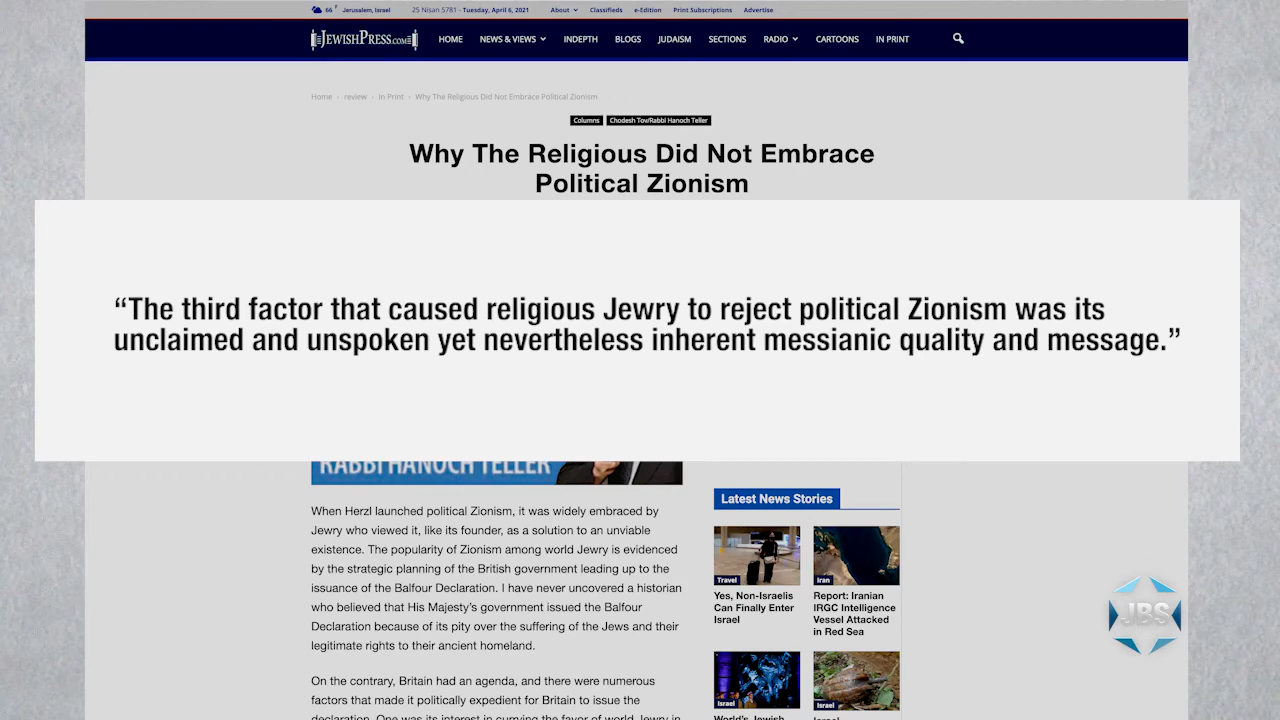 66 F Jerusalem, Israel 25 Nisan 5781 - Tuesday, April 6, 2021 About Classifieds e-Edition Print Subscriptions Advertise
JEWISHPRESS.COM HOME NEWS & VIEWS INDEPTH BLOGS JUDAISM SECTIONS RADIO CARTOONS IN PRINT
Home › review › In Print › Why The Religious Did Not Embrace Political Zionism
Columns Chodesh Tov/Rabbi Hanoch Teller
Why The Religious Did Not Embrace
Political Zionism
“The third factor that caused religious Jewry to reject political Zionism was its
unclaimed and unspoken yet nevertheless inherent messianic quality and message.”
RABBI HANOCH TELLER
When Herzl launched political Zionism, it was widely embraced by
Jewry who viewed it, like its founder, as a solution to an unviable
existence. The popularity of Zionism among world Jewry is evidenced
by the strategic planning of the British government leading up to the
issuance of the Balfour Declaration. I have never uncovered a historian
who believed that His Majesty’s government issued the Balfour
Declaration because of its pity over the suffering of the Jews and their
legitimate rights to their ancient homeland.
On the contrary, Britain had an agenda, and there were numerous
factors that made it politically expedient for Britain to issue the
declaration. One was its interest in currying the favor of world Jewry in
Latest News Stories
Travel
Yes, Non-Israelis
Can Finally Enter
Israel
Iran
Report: Iranian
IRGC Intelligence
Vessel Attacked
in Red Sea
Israel
World's Jewish
Israel
Israel
JBS